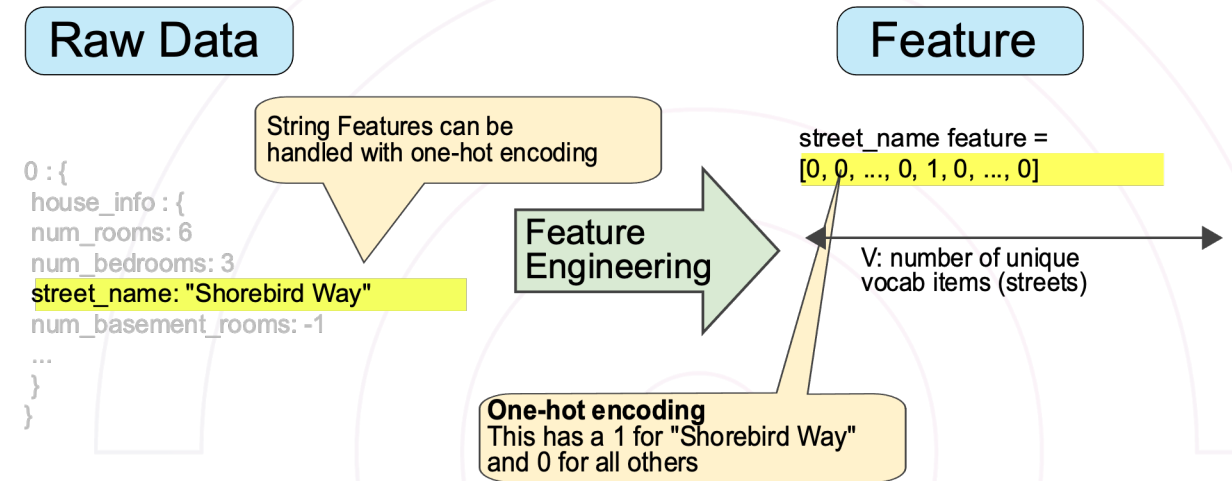 Raw Data
Feature
String Features can be
handled with one-hot encoding
0 : {
house_info : {
num_rooms: 6
num_bedrooms: 3
street_name: "Shorebird Way"
num_basement_rooms: -1
...
}
}
Feature
Engineering
street_name feature =
[0, 0, ..., 0, 1, 0, ..., 0]
V: number of unique
vocab items (streets)
One-hot encoding
This has a 1 for "Shorebird Way"
and 0 for all others